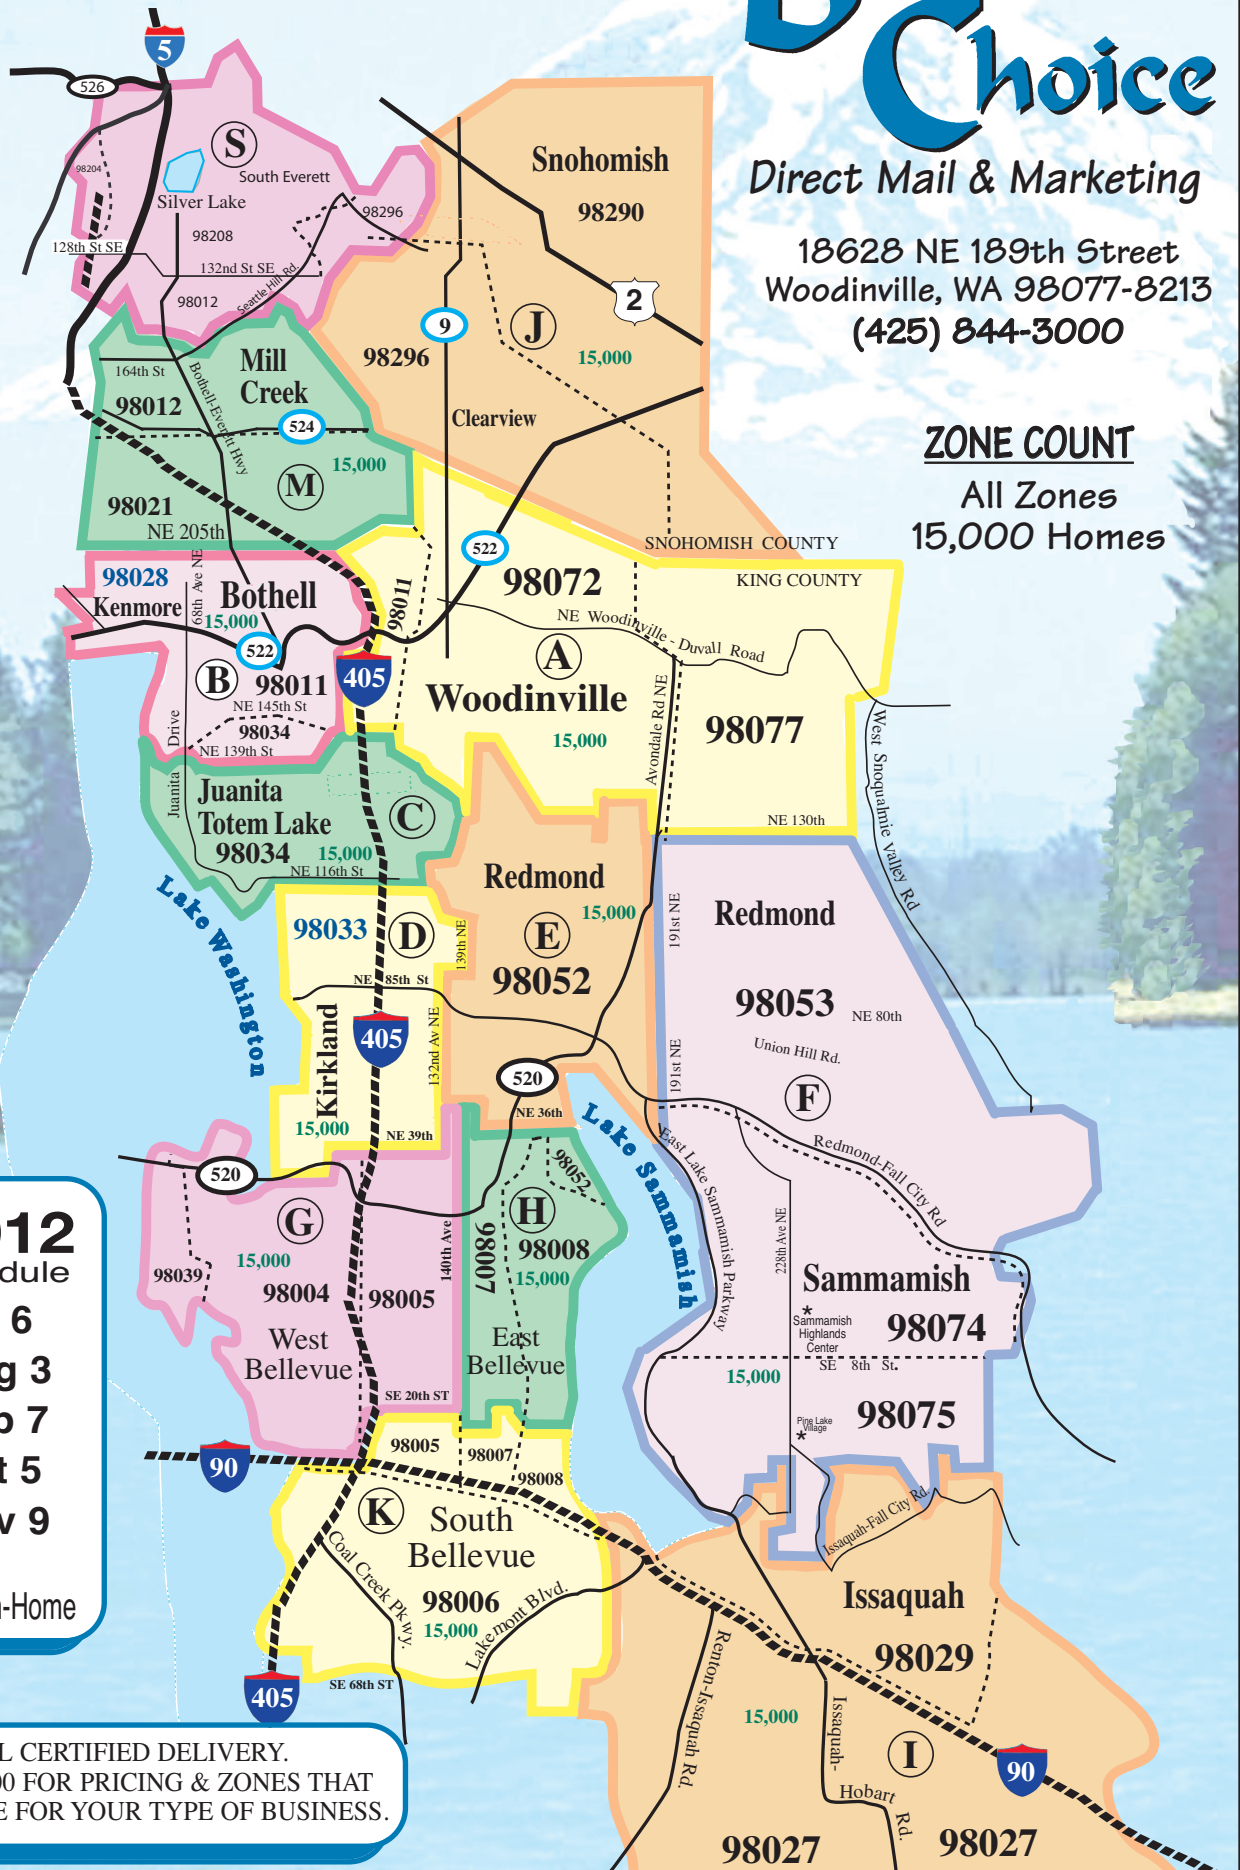 Choice
Direct Mail & Marketing
18628 NE 189th Street
Woodinville, WA 98077-8213
(425) 844-3000
ZONE COUNT
All Zones
15,000 Homes
5
526
S
South Everett
98204
Silver Lake
98296
98208
128th St SE
132nd St SE
Seattle Hill Rd.
98012
Snohomish
98290
2
9
J
98296
15,000
Clearview
Mill
Creek
164th St
98012
Bothell-Everett Hwy
524
15,000
M
98021
NE 205th
522
SNOHOMISH COUNTY
KING COUNTY
98028
68th Ave NE
Kenmore
Bothell
15,000
522
B
98011
NE 145th St
98034
NE 139th St
405
98011
98072
NE Woodinville - Duvall Road
A
Woodinville
15,000
Avondale Rd NE
98077
NE 130th
West Snoqualmie Valley Rd
Juanita Drive
Juanita
Totem Lake
C
98034
15,000
NE 116th St
Lake Washington
Redmond
15,000
E
98052
98033
D
139th NE
NE 85th St
405
Kirkland
132nd Av NE
15,000
NE 39th
520
NE 36th
191st NE
Redmond
98053
NE 80th
Union Hill Rd.
191st NE
F
Redmond-Fall City Rd
Lake Sammamish
East Lake Sammamish Parkway
228th Ave NE
Sammamish
* Sammamish
Highlands
Center
98074
SE 8th St.
15,000
98075
Pine Lake
Village
*
520
G
15,000
98039
98004
98005
140th Ave
West
Bellevue
SE 20th ST
98052
H
98007
98008
15,000
East
Bellevue
90
98005
98007
98008
K
South
Bellevue
Coal Creek Pkwy.
98006
15,000
Lakemont Blvd.
SE 68th ST
405
Issaquah-Fall City Rd.
Issaquah
98029
Renton-Issaquah Rd.
15,000
Issaquah-
Hobart
Rd.
I
90
98027
98027
012
dule
6
g 3
p 7
t 5
v 9
-Home
L CERTIFIED DELIVERY.
00 FOR PRICING & ZONES THAT
E FOR YOUR TYPE OF BUSINESS.